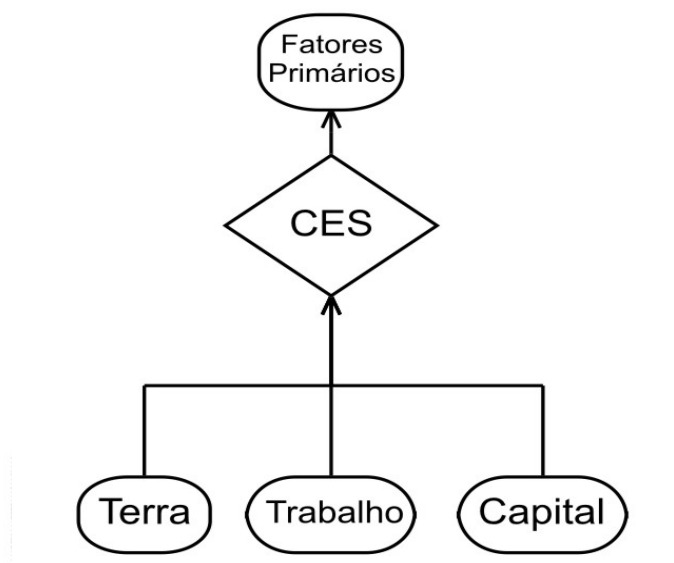 Fatores
Primários
CES
Terra
Trabalho
Capital